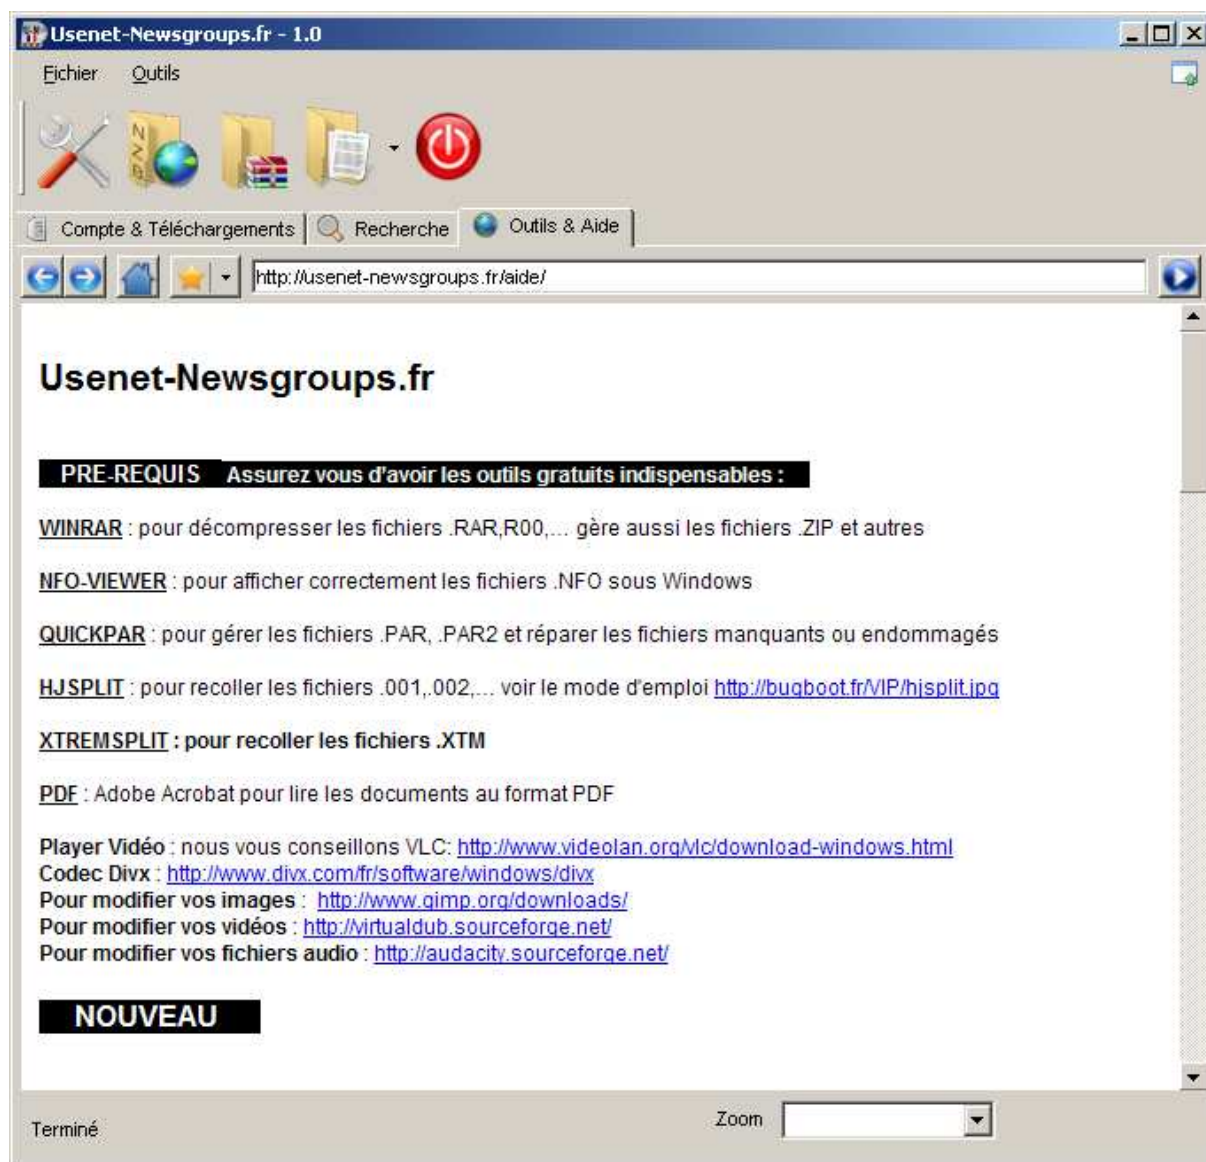 Usenet-Newsgroups.fr - 1.0
Fichier Outils
NZB
Compte & Téléchargements Recherche Outils & Aide
http://usenet-newsgroups.fr/aide/
Usenet-Newsgroups.fr
PRE-REQUIS Assurez vous d'avoir les outils gratuits indispensables :
WINRAR : pour décompresser les fichiers .RAR,R00,... gère aussi les fichiers .ZIP et autres
NFO-VIEWER : pour afficher correctement les fichiers .NFO sous Windows
QUICKPAR : pour gérer les fichiers .PAR, .PAR2 et réparer les fichiers manquants ou endommagés
HJSPLIT : pour recoller les fichiers .001,.002,... voir le mode d'emploi http://bugboot.fr/VIP/hjsplit.jpg
XTREMSPLIT : pour recoller les fichiers .XTM
PDF : Adobe Acrobat pour lire les documents au format PDF
Player Vidéo : nous vous conseillons VLC: http://www.videolan.org/vlc/download-windows.html
Codec Divx : http://www.divx.com/fr/software/windows/divx
Pour modifier vos images : http://www.gimp.org/downloads/
Pour modifier vos vidéos : http://virtualdub.sourceforge.net/
Pour modifier vos fichiers audio : http://audacity.sourceforge.net/
NOUVEAU
Terminé Zoom